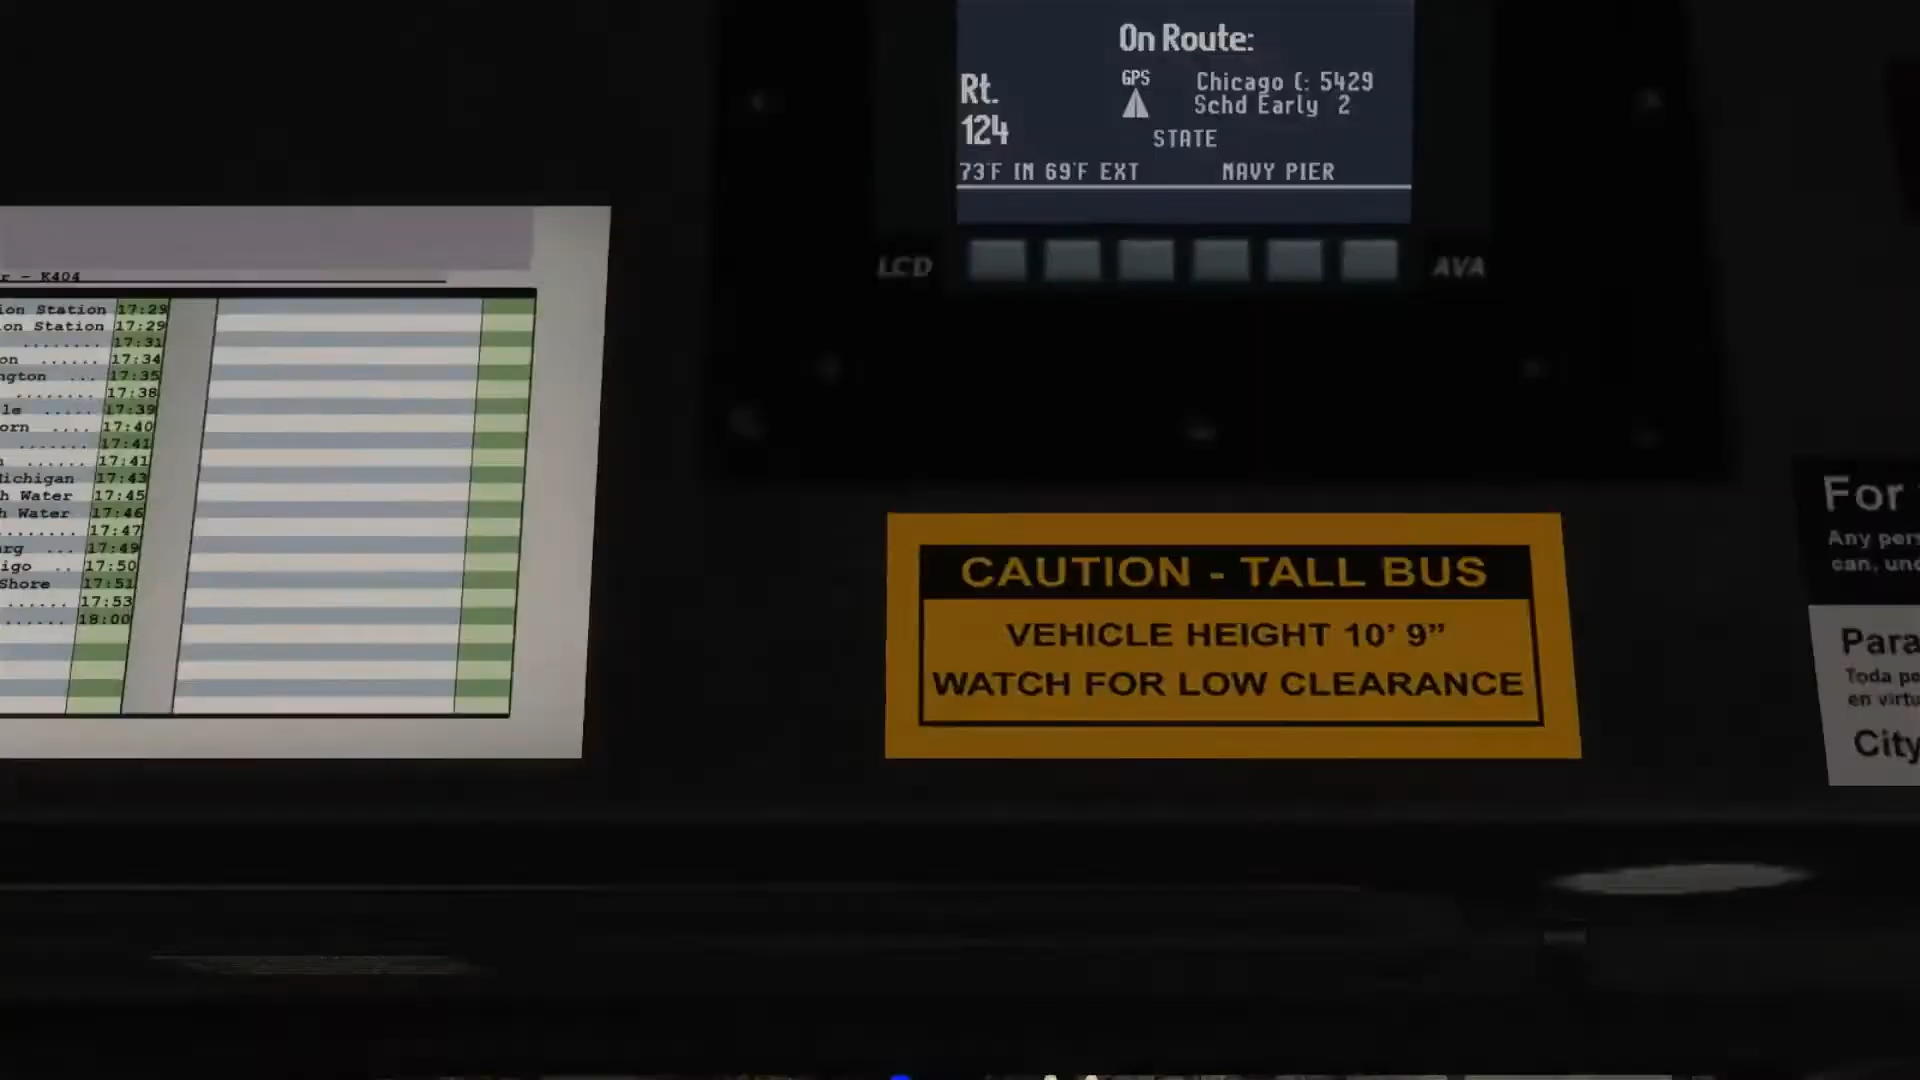 On Route:
Rt.
124
GPS
Chicago (: 5429
Schd Early 2
STATE
73°F IN 69°F EXT NAVY PIER
LCD
AVA
r - K404
ion Station 17:29
on Station 17:29
........ 17:31
on ...... 17:34
ngton ... 17:35
........ 17:38
le ..... 17:39
orn .... 17:40
....... 17:41
n ...... 17:41
Michigan 17:43
h Water 17:45
h Water 17:46
........ 17:47
rg ... 17:49
igo .. 17:50
Shore 17:51
...... 17:53
...... 18:00
CAUTION - TALL BUS
VEHICLE HEIGHT 10' 9”
WATCH FOR LOW CLEARANCE
For
Any pers
can, und
Para
Toda pe
en virtu
City